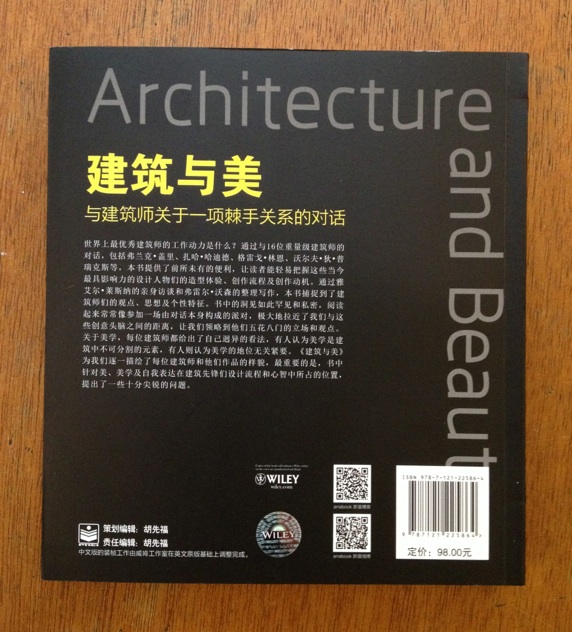 Architecture
and Beaut
建筑与美
与建筑师关于一项棘手关系的对话
世界上最优秀建筑师的工作动力是什么？通过与16位重量级建筑师的
对话，包括弗兰克•盖里、扎哈•哈迪德、格雷戈•林恩、沃尔夫•狄•普
瑞克斯等，本书提供了前所未有的便利，让读者能轻易把握这些当今
最具影响力的设计人物们的造型体验、创作流程及创作动机。通过雅
艾尔•莱斯纳的亲身访谈和弗雷尔•沃森的整理写作，本书捕捉到了建
筑师们的观点、思想及个性特征。书中的洞见如此罕见和私密，阅读
起来常常像参加一场由对话本身构成的派对，极大地拉近了我们与这
些创意头脑之间的距离，让我们领略到他们五花八门的立场和观点。
关于美学，每位建筑师都给出了自己迥异的看法，有人认为美学是建
筑中不可分割的元素，有人则认为美学的地位无关紧要。《建筑与美》
为我们逐一描绘了每位建筑师和他们作品的样貌，最重要的是，书中
针对美、美学及自我表达在建筑先锋们设计流程和心智中所占的位置，
提出了一些十分尖锐的问题。
WILEY
wiley.com
WILEY
策划编辑：胡先福
责任编辑：胡先福
中文版的装帧工作由威肯工作室在英文原版基础上调整完成。
ISBN 978-7-121-22586-4
9 787121 225864 >
定价：98.00元